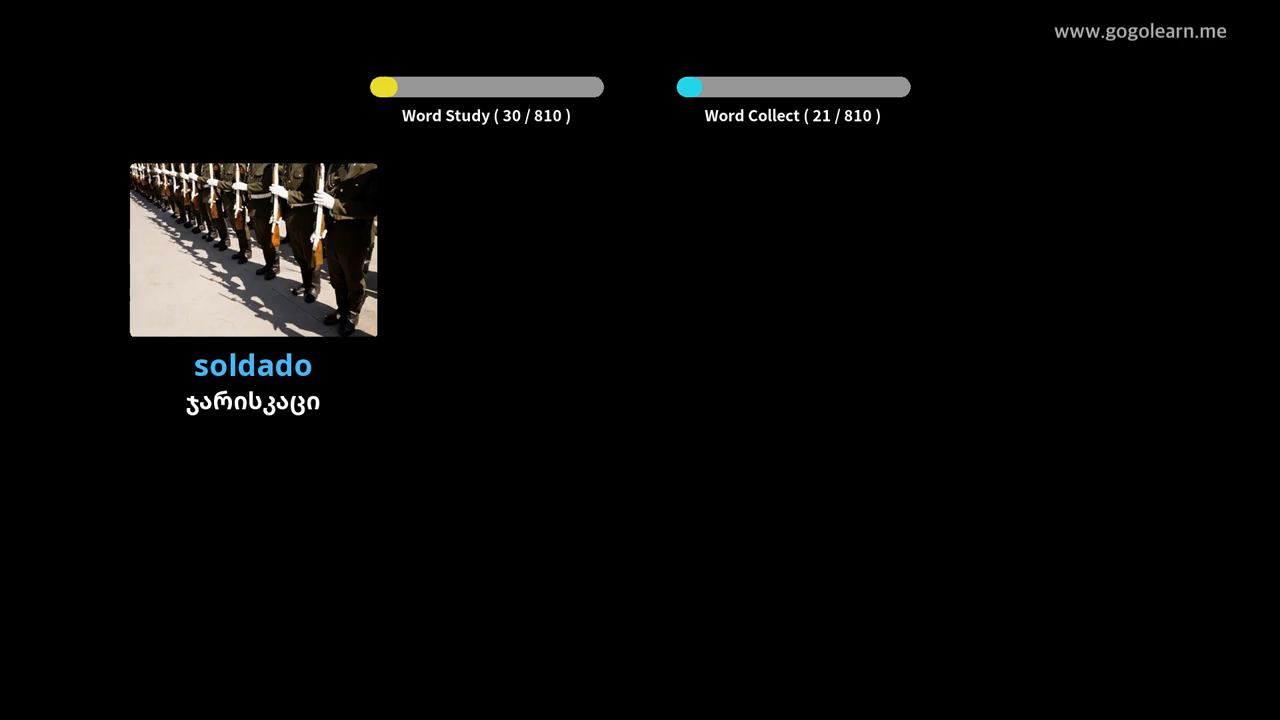 www.gogolearn.me
Word Study ( 30 / 810 )
Word Collect ( 21 / 810 )
soldado
ჯარისკაცი